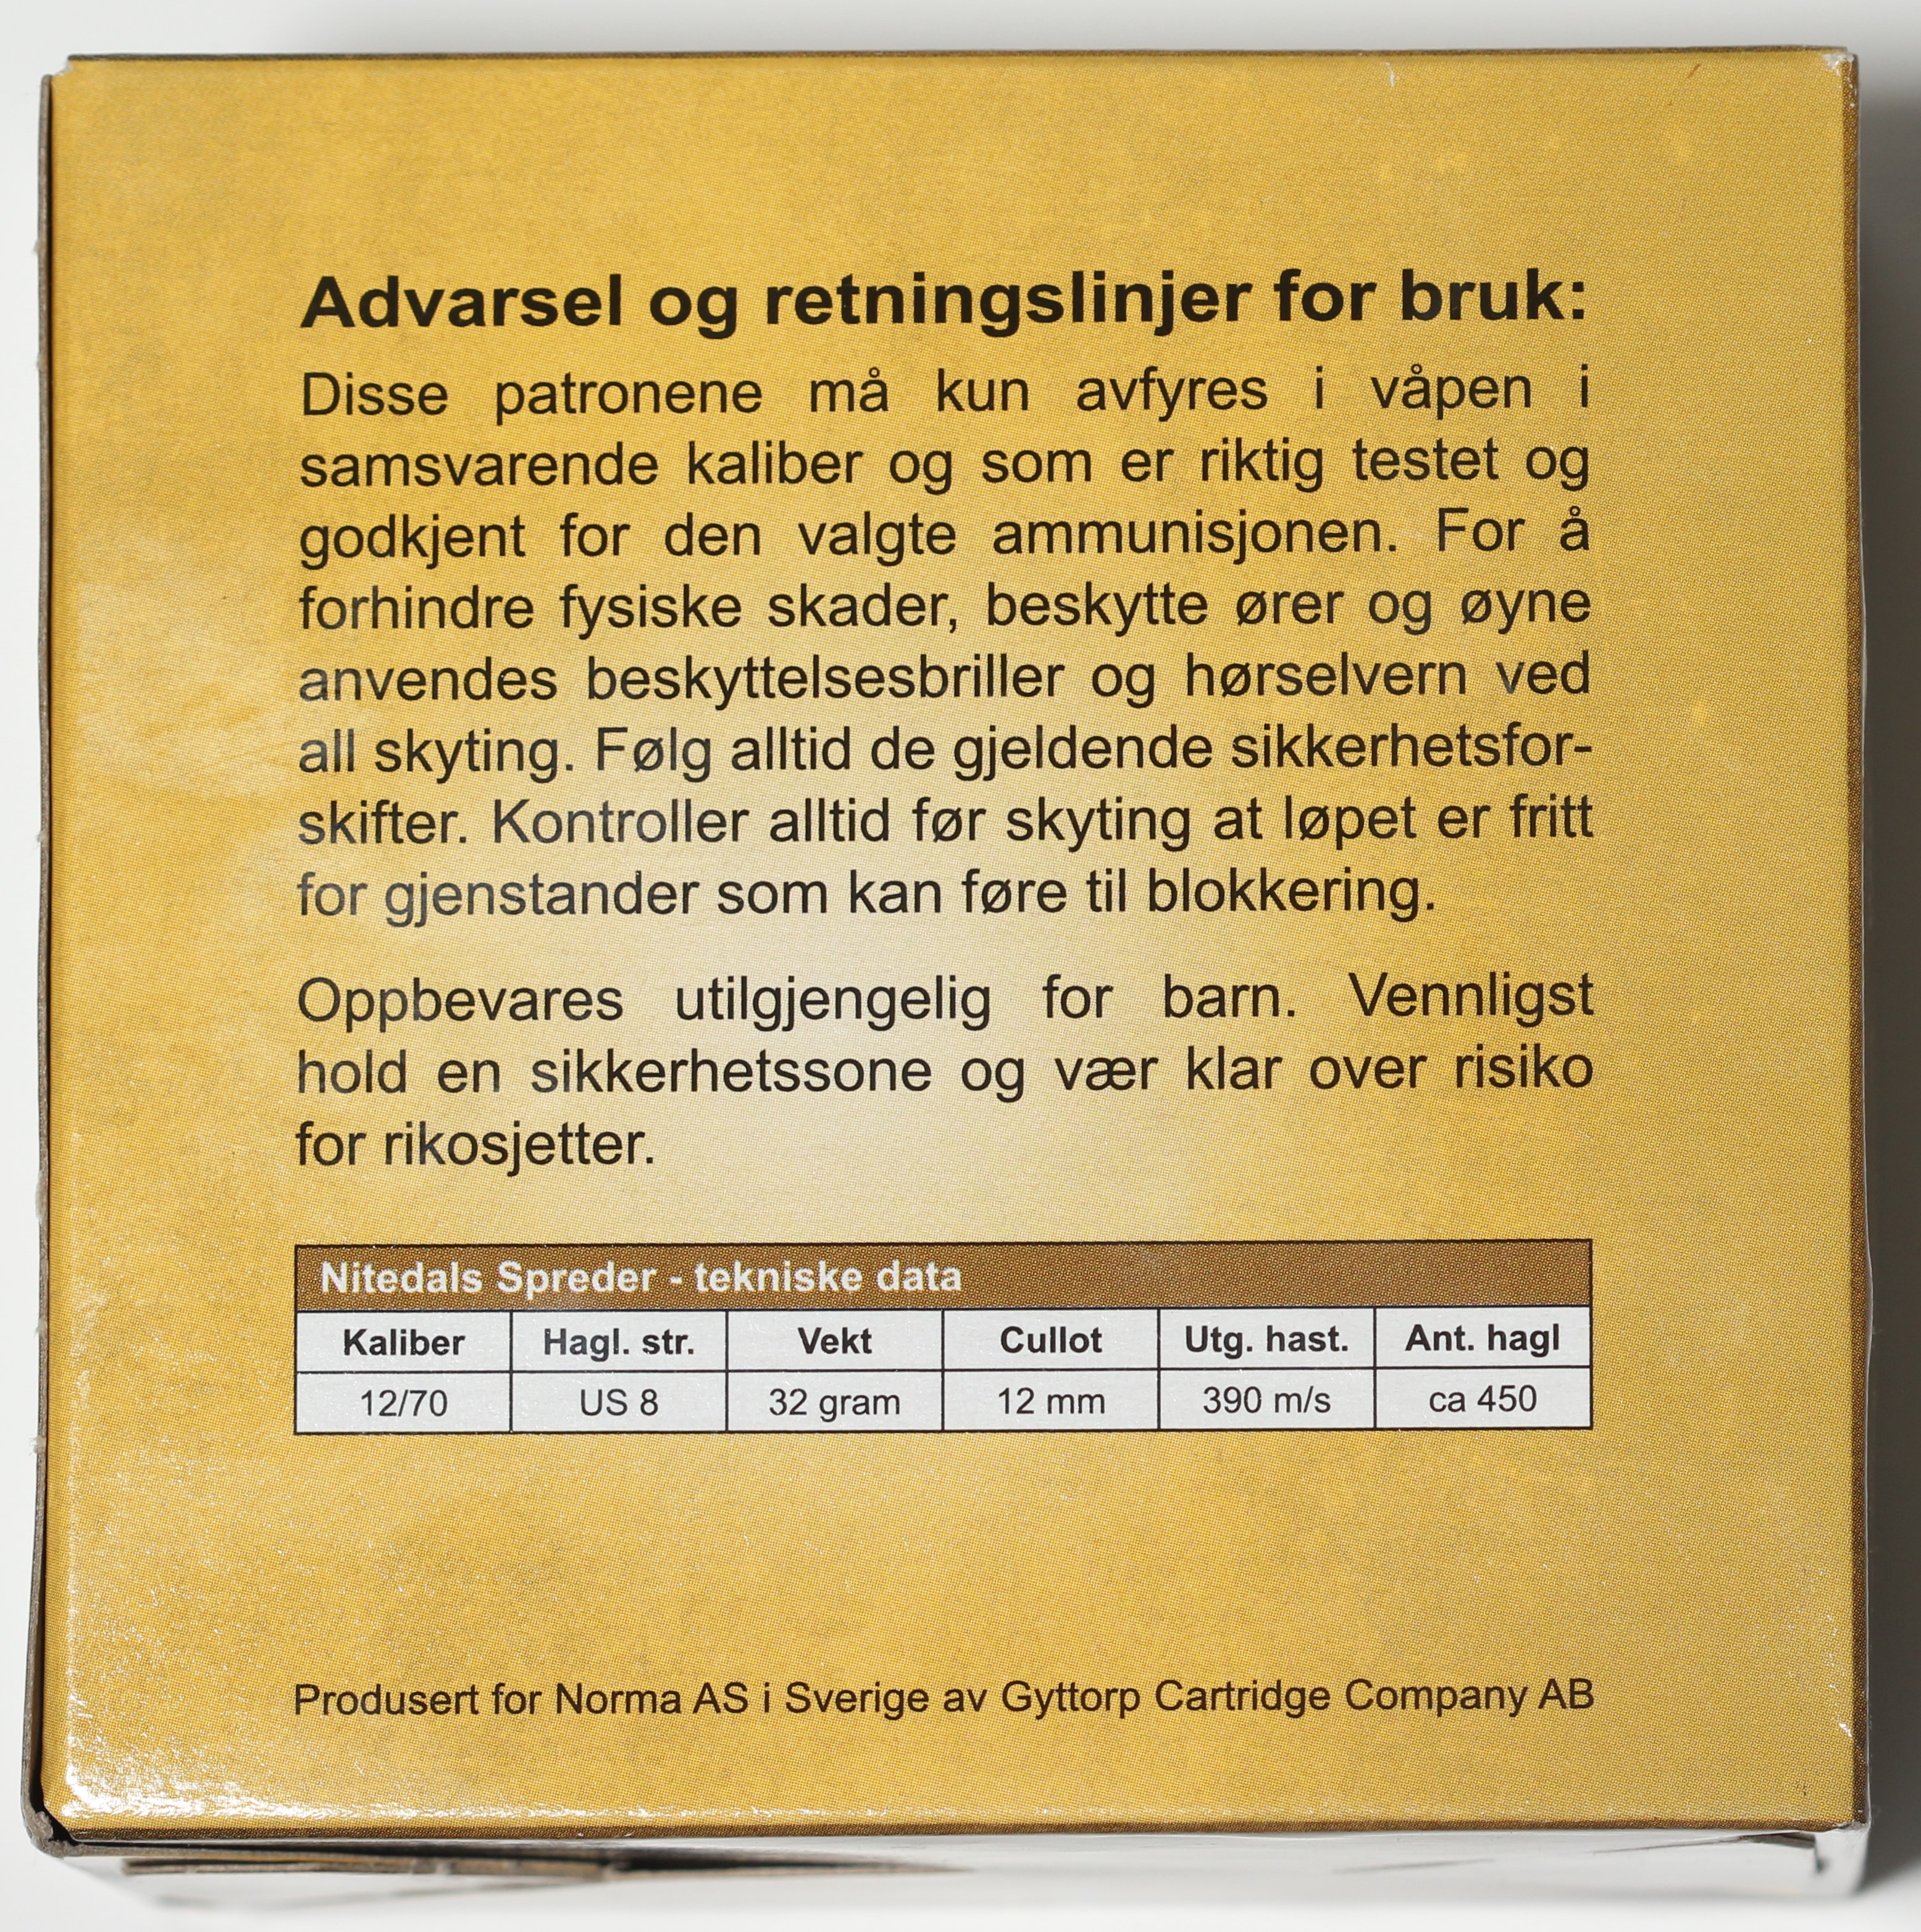 Advarsel og retningslinjer for bruk:
Disse patronene må kun avfyres i våpen i
samsvarende kaliber og som er riktig testet og
godkjent for den valgte ammunisjonen. For å
forhindre fysiske skader, beskytte ører og øyne
anvendes beskyttelsesbriller og hørselvern ved
all skyting. Følg alltid de gjeldende sikkerhetsfor-
skifter. Kontroller alltid før skyting at løpet er fritt
for gjenstander som kan føre til blokkering.
Oppbevares utilgjengelig for barn. Vennligst
hold en sikkerhetssone og vær klar over risiko
for rikosjetter.
Nitedals Spreder - tekniske data
Kaliber Hagl. str. Vekt Cullot Utg. hast. Ant. hagl
12/70 US 8 32 gram 12 mm 390 m/s ca 450
Produsert for Norma AS i Sverige av Gyttorp Cartridge Company AB